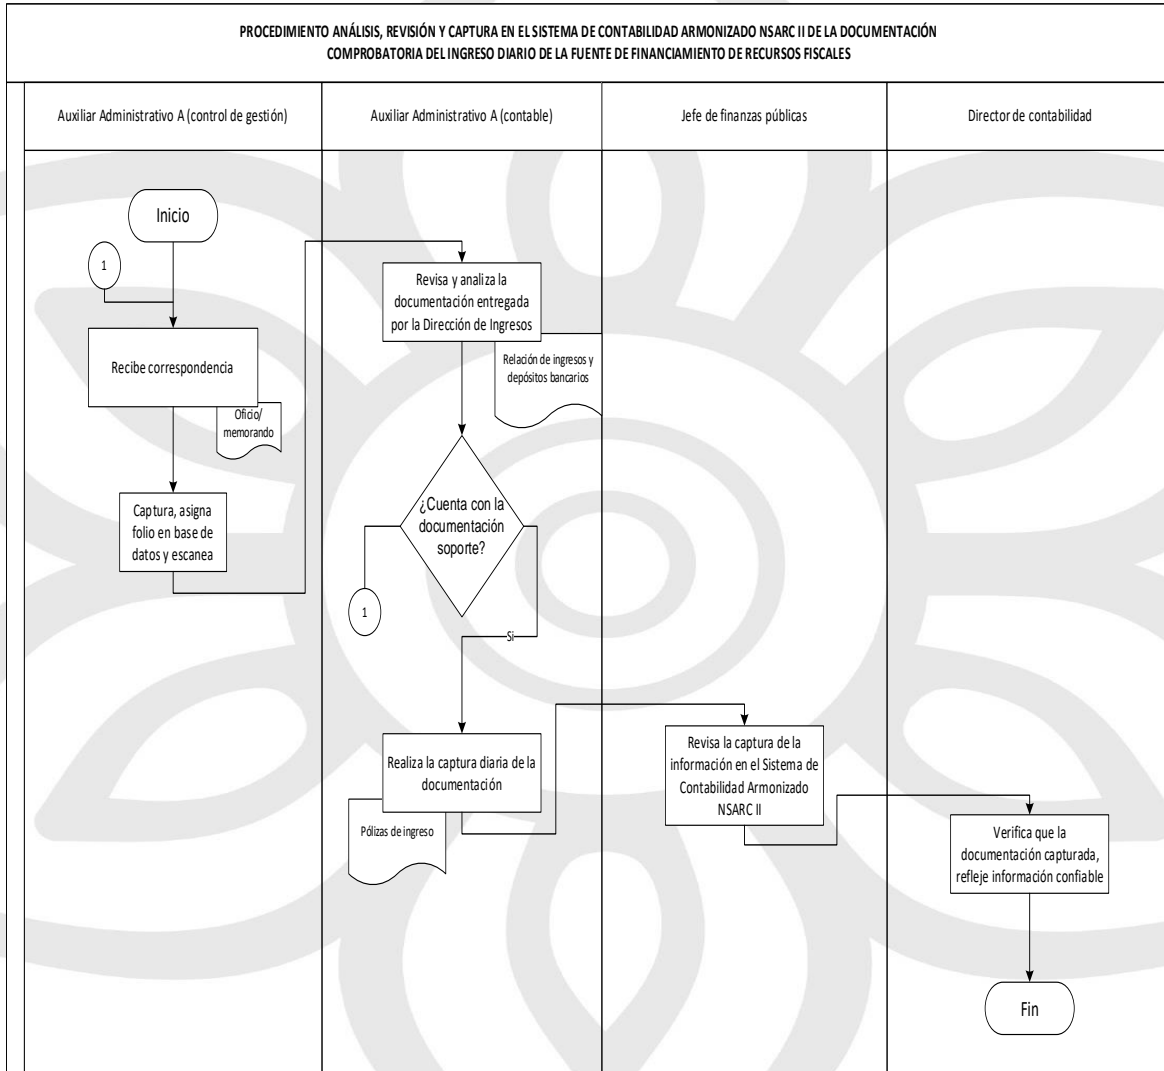 PROCEDIMIENTO ANÁLISIS, REVISIÓN Y CAPTURA EN EL SISTEMA DE CONTABILIDAD ARMONIZADO NSARC II DE LA DOCUMENTACIÓN
COMPROBATORIA DEL INGRESO DIARIO DE LA FUENTE DE FINANCIAMIENTO DE RECURSOS FISCALES
Auxiliar Administrativo A (control de gestión)
Auxiliar Administrativo A (contable)
Jefe de finanzas públicas
Director de contabilidad
Inicio
1
Recibe correspondencia
Oficio/
memorando
Captura, asigna
folio en base de
datos y escanea
Revisa y analiza la
documentación entregada
por la Dirección de Ingresos
Relación de ingresos y
depósitos bancarios
¿Cuenta con la
documentación
soporte?
1
Si
Realiza la captura diaria de la
documentación
Pólizas de ingreso
Revisa la captura de la
información en el Sistema de
Contabilidad Armonizado
NSARC II
Verifica que la
documentación capturada,
refleje información confiable
Fin